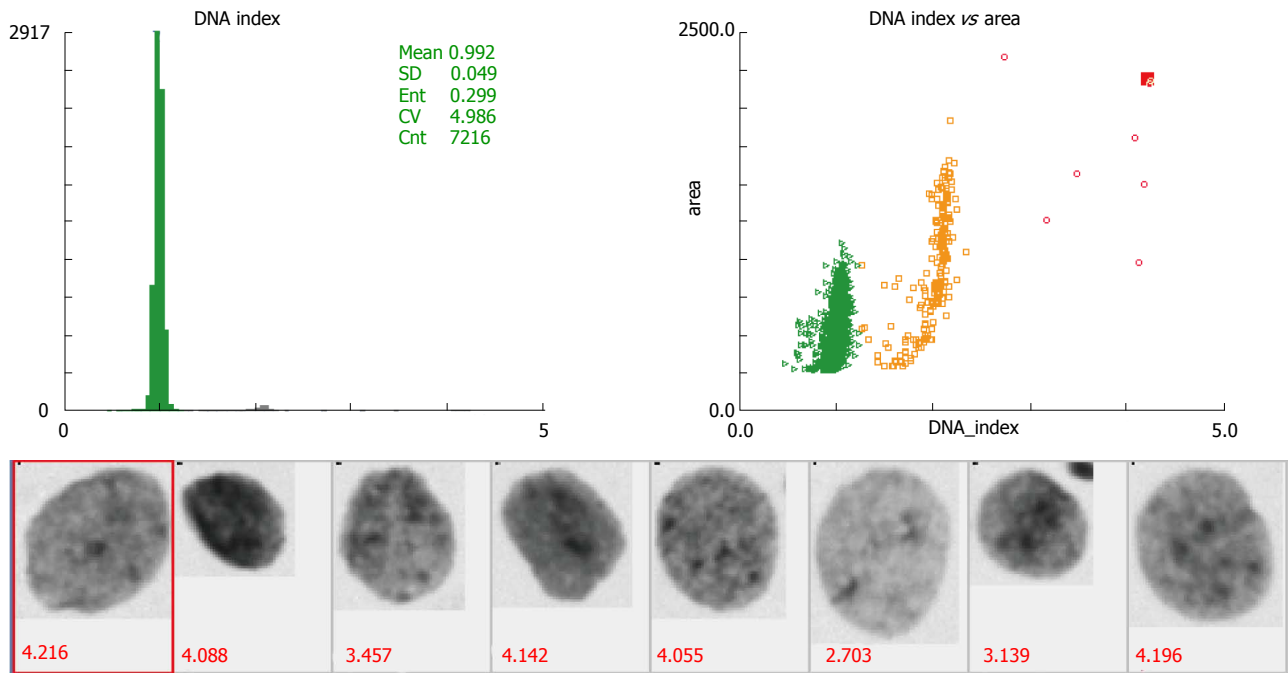 DNA index
2917
Mean 0.992
SD 0.049
Ent 0.299
CV 4.986
Cnt 7216
0
0
5
DNA index vs area
2500.0
area
0.0
0.0
DNA_index
5.0
4.216
4.088
3.457
4.142
4.055
2.703
3.139
4.196